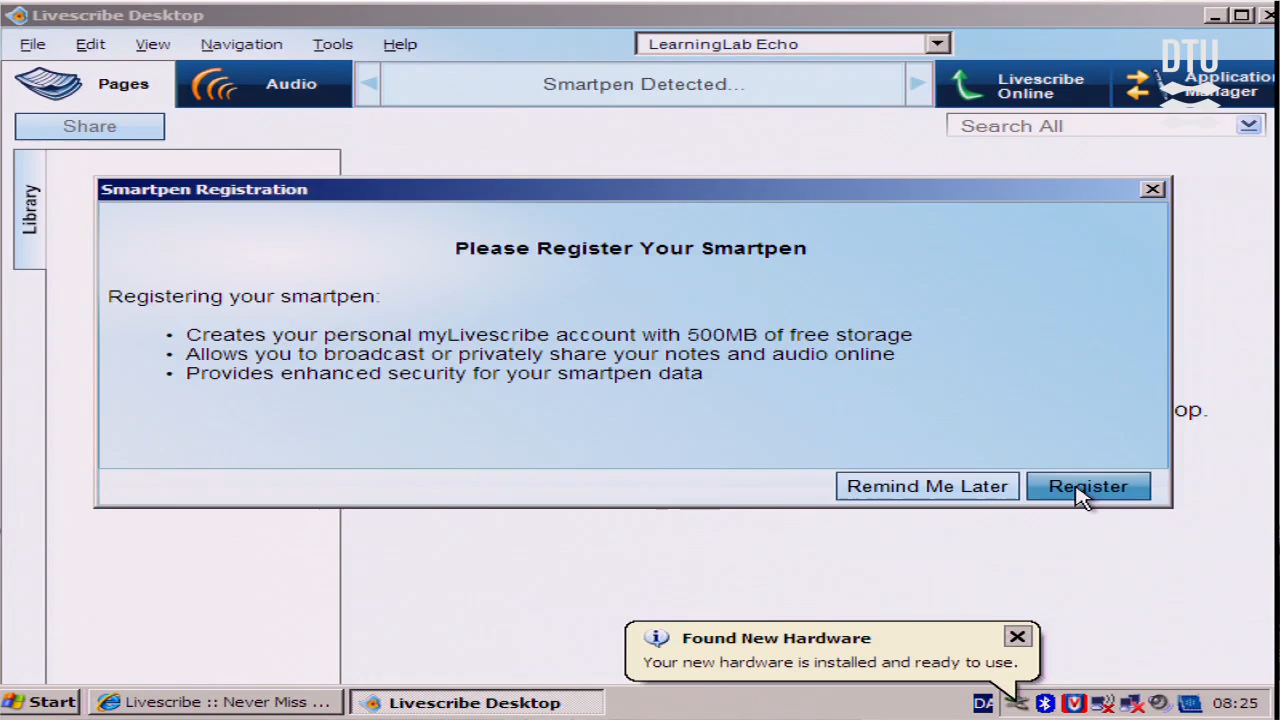 Livescribe Desktop
File Edit View Navigation Tools Help LearningLab Echo
DTU
Pages Audio Smartpen Detected... Livescribe Online Application Manager
Share Search All
Library
Smartpen Registration
Please Register Your Smartpen
Registering your smartpen:
• Creates your personal myLivescribe account with 500MB of free storage
• Allows you to broadcast or privately share your notes and audio online
• Provides enhanced security for your smartpen data
op.
Remind Me Later Register
Found New Hardware
Your new hardware is installed and ready to use.
Start Livescribe :: Never Miss ... Livescribe Desktop DA 08:25